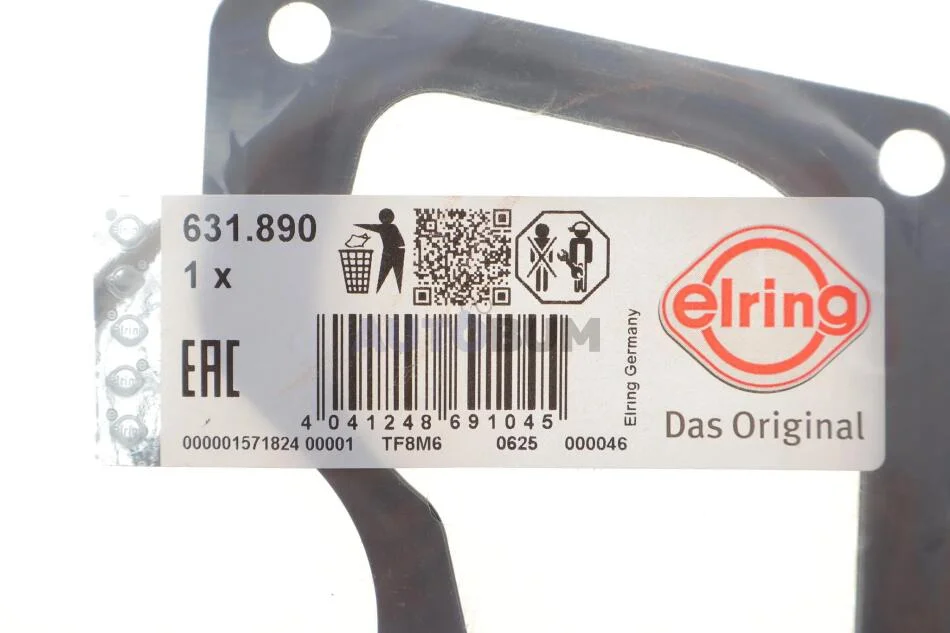 631.890
1 x
EAC
AUTOBUM
4 041248 691045
000001571824 00001 TF8M6 0625 000046
Elring Germany
elring
Das Original